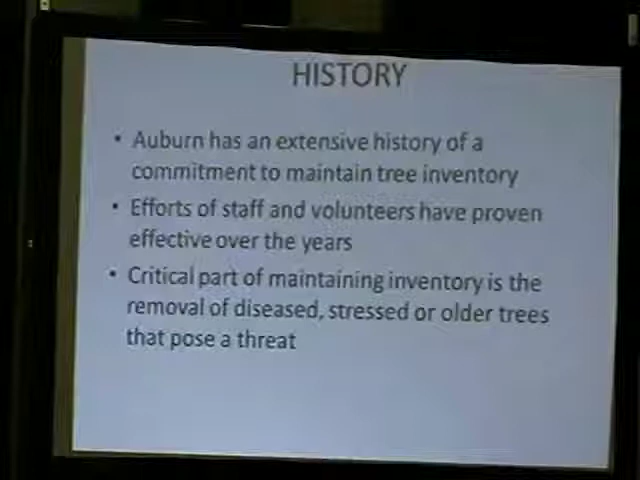 HISTORY
• Auburn has an extensive history of a
commitment to maintain tree inventory
• Efforts of staff and volunteers have proven
effective over the years
• Critical part of maintaining inventory is the
removal of diseased, stressed or older trees
that pose a threat